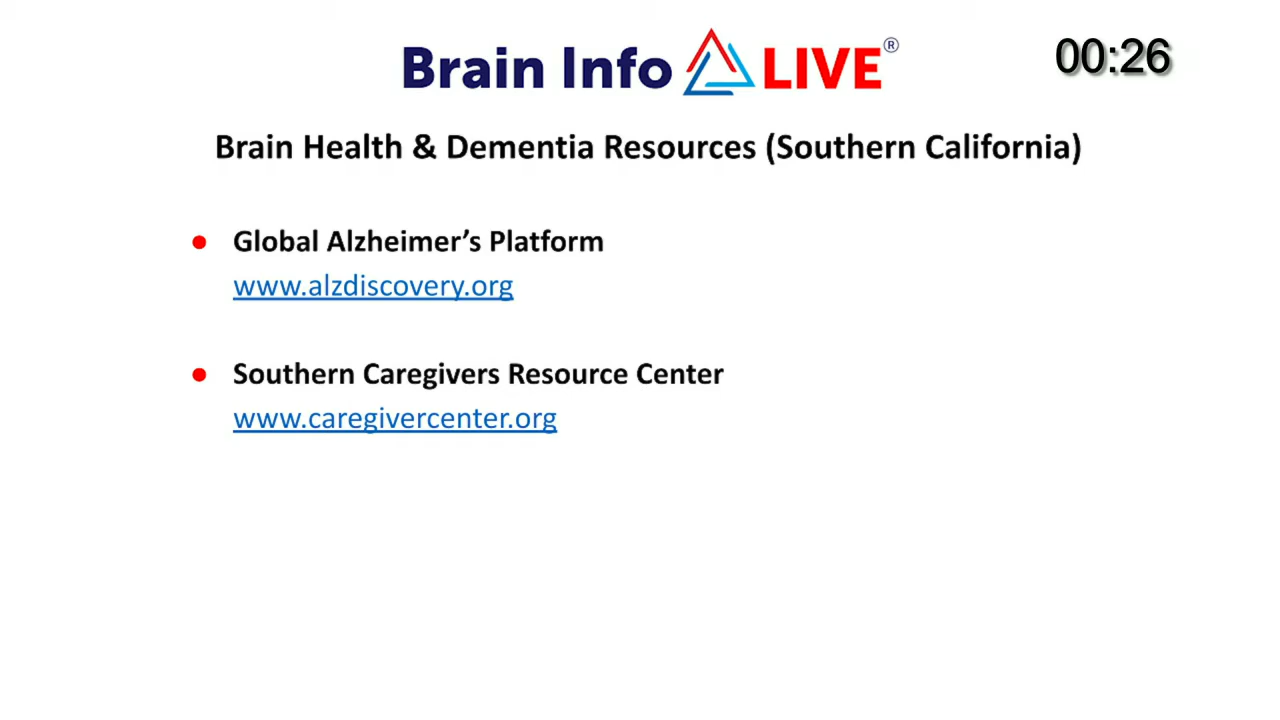 Brain Info LIVE®
00:26
Brain Health & Dementia Resources (Southern California)
● Global Alzheimer’s Platform
www.alzdiscovery.org
● Southern Caregivers Resource Center
www.caregivercenter.org